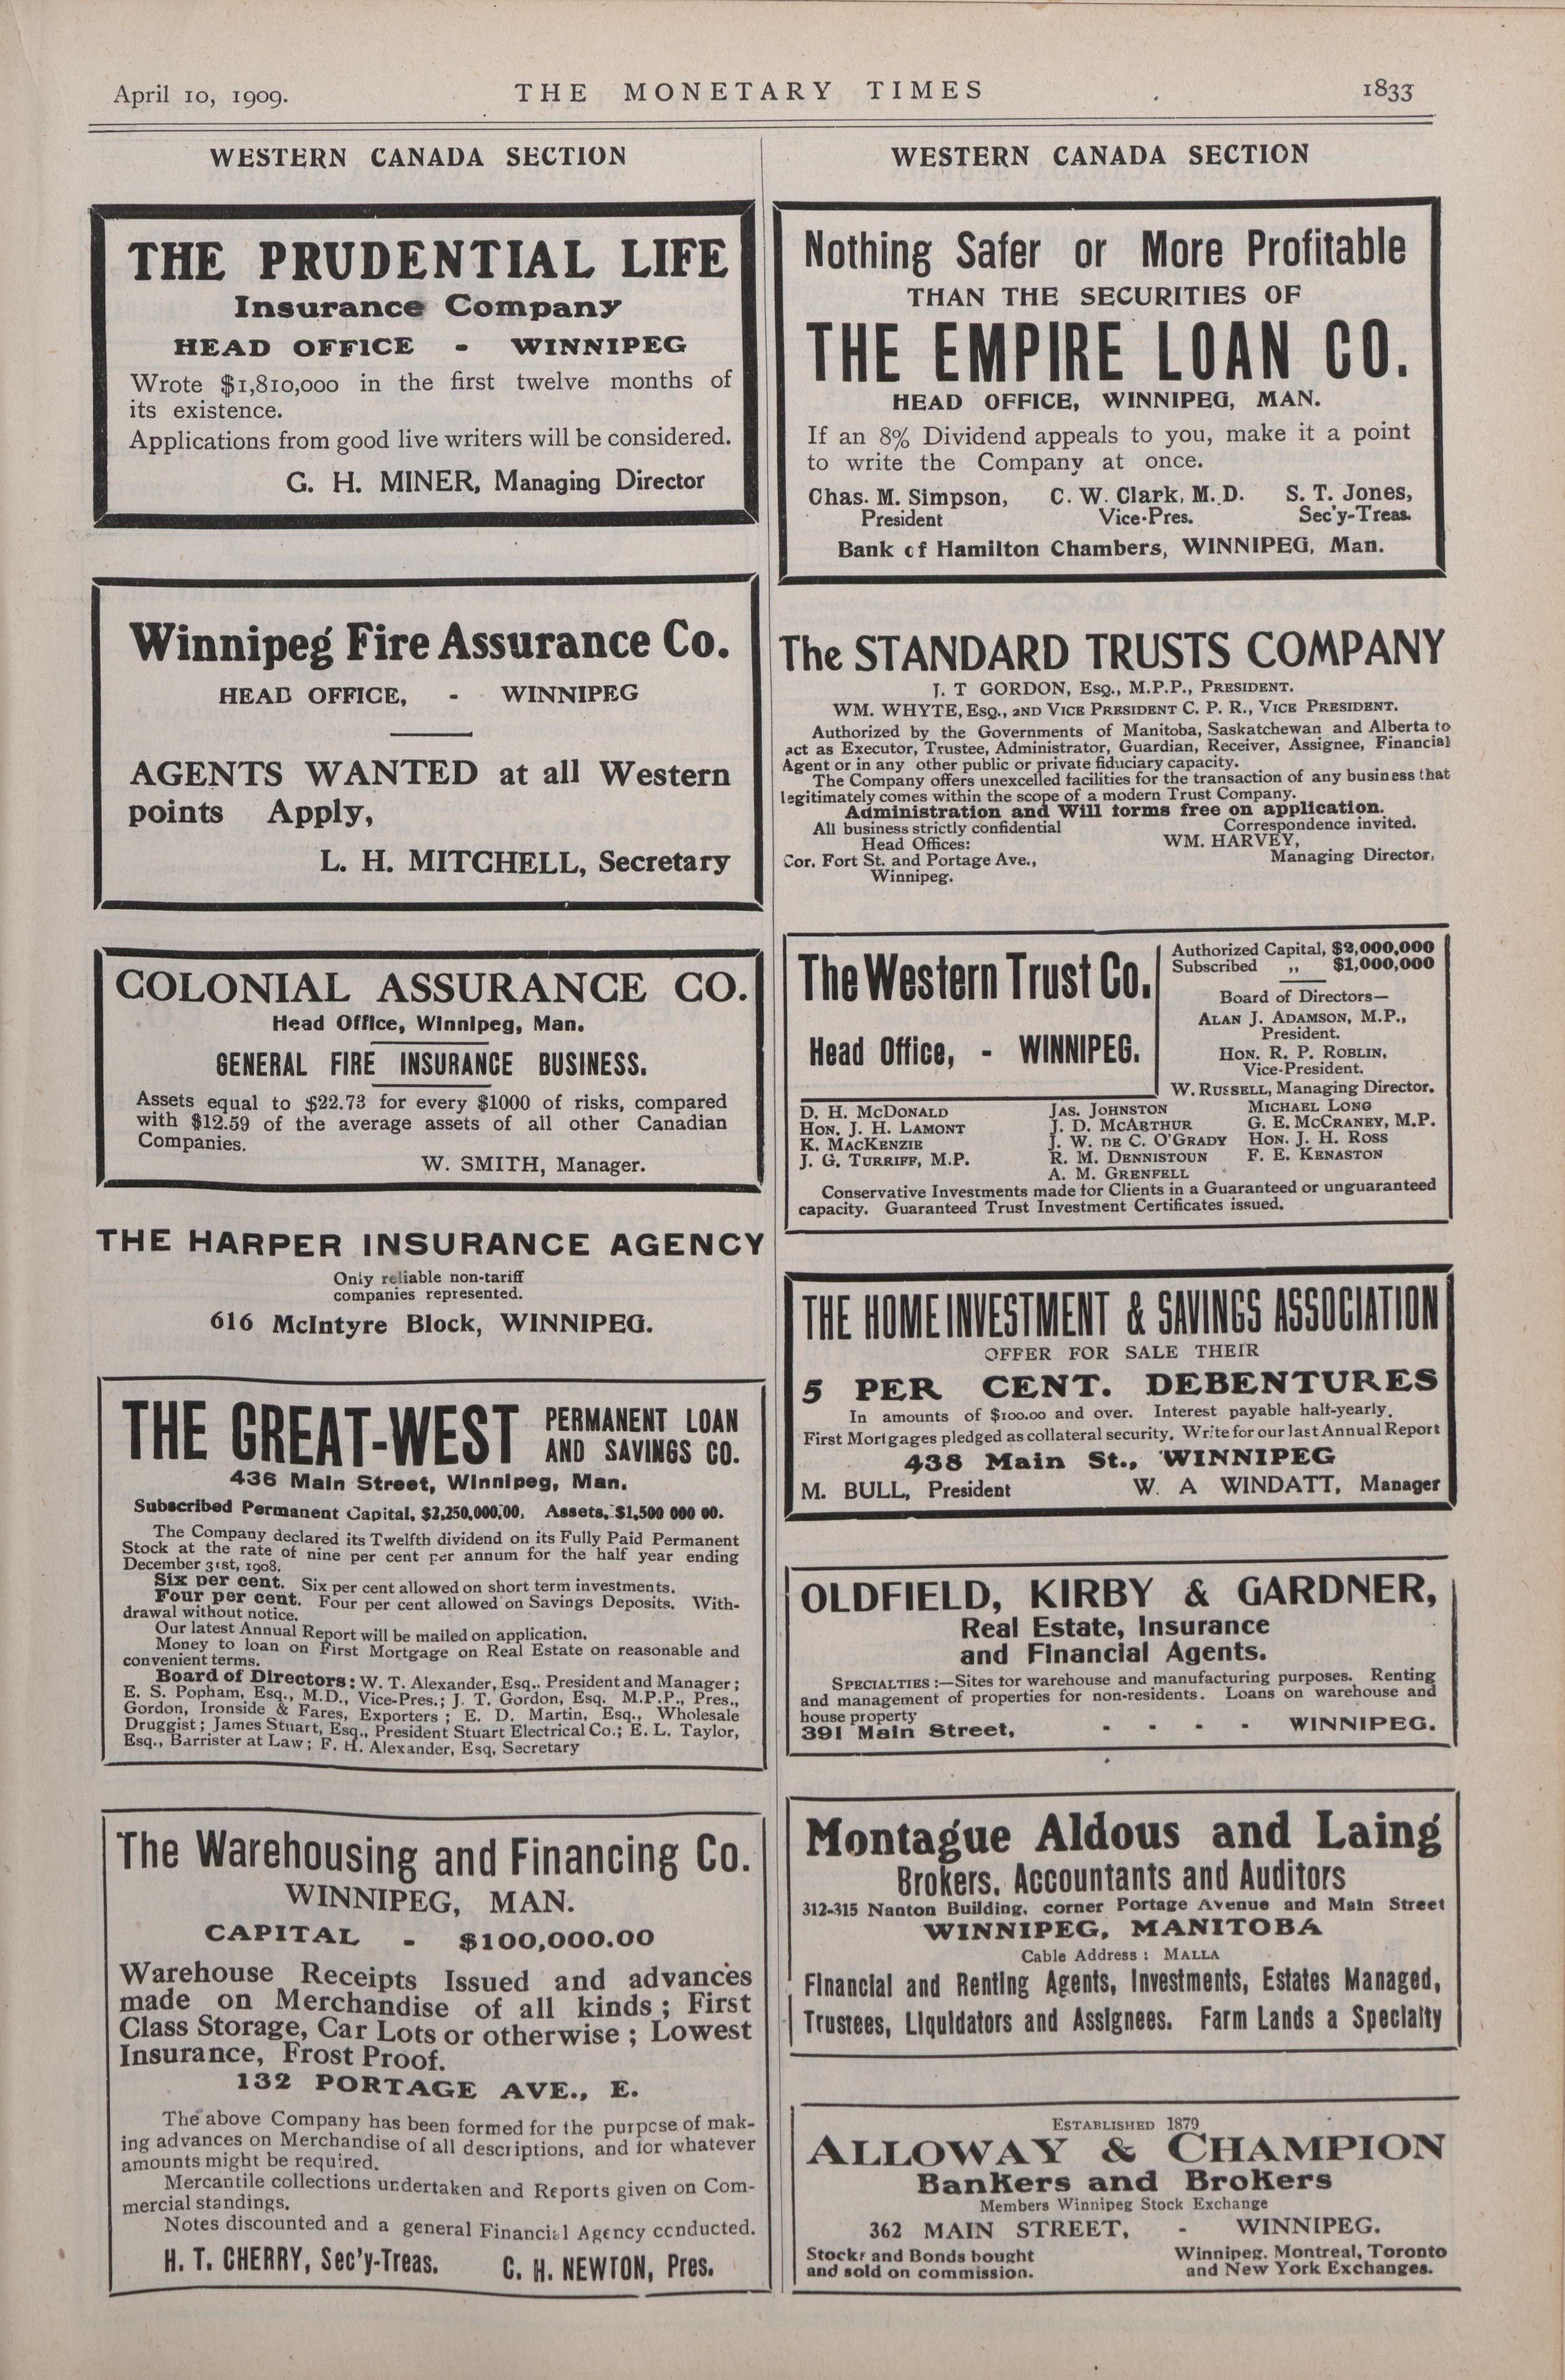 April 10, 1909.
THE MONETARY TIMES
1833
WESTERN CANADA SECTION
THE PRUDENTIAL LIFE
Insurance Company
HEAD OFFICE - WINNIPEG
Wrote $1,810,000 in the first twelve months of
its existence.
Applications from good live writers will be considered.
G. H. MINER, Managing Director
Winnipeg Fire Assurance Co.
HEAD OFFICE, - WINNIPEG
AGENTS WANTED at all Western
points Apply,
L. H. MITCHELL, Secretary
COLONIAL ASSURANCE CO.
Head Office, Winnipeg, Man.
GENERAL FIRE INSURANCE BUSINESS.
Assets equal to $22.73 for every $1000 of risks, compared
with $12.59 of the average assets of all other Canadian
Companies.
W. SMITH, Manager.
THE HARPER INSURANCE AGENCY
Only reliable non-tariff
companies represented.
616 McIntyre Block, WINNIPEG.
THE GREAT-WEST PERMANENT LOAN
AND SAVINGS CO.
436 Main Street, Winnipeg, Man.
Subscribed Permanent Capital, $2,250,000.00. Assets, $1,500 000 00.
The Company declared its Twelfth dividend on its Fully Paid Permanent
Stock at the rate of nine per cent per annum for the half year ending
December 31st, 1908.
Six per cent. Six per cent allowed on short term investments.
Four per cent. Four per cent allowed on Savings Deposits. With-
drawal without notice.
Our latest Annual Report will be mailed on application.
Money to loan on First Mortgage on Real Estate on reasonable and
convenient terms.
Board of Directors: W. T. Alexander, Esq., President and Manager;
E. S. Popham, Esq., M.D., Vice-Pres.; J. T. Gordon, Esq. M.P.P., Pres.,
Gordon, Ironside & Fares, Exporters; E. D. Martin, Esq., Wholesale
Druggist; James Stuart, Esq., President Stuart Electrical Co.; E. L. Taylor,
Esq., Barrister at Law; F. H. Alexander, Esq, Secretary
The Warehousing and Financing Co.
WINNIPEG, MAN.
CAPITAL - $100,000.00
Warehouse Receipts Issued and advances
made on Merchandise of all kinds; First
Class Storage, Car Lots or otherwise; Lowest
Insurance, Frost Proof.
132 PORTAGE AVE., E.
The above Company has been formed for the purpose of mak-
ing advances on Merchandise of all descriptions, and for whatever
amounts might be required.
Mercantile collections undertaken and Reports given on Com-
mercial standings.
Notes discounted and a general Financial Agency conducted.
H. T. CHERRY, Sec'y-Treas. C. H. NEWTON, Pres.
WESTERN CANADA SECTION
Nothing Safer or More Profitable
THAN THE SECURITIES OF
THE EMPIRE LOAN CO.
HEAD OFFICE, WINNIPEG, MAN.
If an 8% Dividend appeals to you, make it a point
to write the Company at once.
Chas. M. Simpson, C. W. Clark, M. D. S. T. Jones,
President Vice-Pres. Sec'y-Treas.
Bank of Hamilton Chambers, WINNIPEG, Man.
The STANDARD TRUSTS COMPANY
J. T GORDON, Esq., M.P.P., PRESIDENT.
WM. WHYTE, Esq., 2ND VICE PRESIDENT C. P. R., VICE PRESIDENT.
Authorized by the Governments of Manitoba, Saskatchewan and Alberta to
act as Executor, Trustee, Administrator, Guardian, Receiver, Assignee, Financial
Agent or in any other public or private fiduciary capacity.
The Company offers unexcelled facilities for the transaction of any business that
legitimately comes within the scope of a modern Trust Company.
Administration and Will forms free on application.
All business strictly confidential Correspondence invited.
Head Offices: WM. HARVEY,
Cor. Fort St. and Portage Ave., Managing Director,
Winnipeg.
The Western Trust Co.
Head Office, - WINNIPEG.
Authorized Capital, $2,000,000
Subscribed ,, $1,000,000
Board of Directors—
ALAN J. ADAMSON, M.P.,
President.
HON. R. P. ROBLIN,
Vice-President.
W. RUSSELL, Managing Director.
D. H. MCDONALD JAS. JOHNSTON MICHAEL LONG
HON. J. H. LAMONT J. D. MCARTHUR G. E. MCCRANEY, M.P.
K. MACKENZIE J. W. DE C. O'GRADY HON. J. H. ROSS
J. G. TURRIFF, M.P. R. M. DENNISTOUN F. E. KENASTON
A. M. GRENFELL
Conservative Investments made for Clients in a Guaranteed or unguaranteed
capacity. Guaranteed Trust Investment Certificates issued.
THE HOME INVESTMENT & SAVINGS ASSOCIATION
OFFER FOR SALE THEIR
5 PER CENT. DEBENTURES
In amounts of $100.00 and over. Interest payable half-yearly.
First Mortgages pledged as collateral security. Write for our last Annual Report
438 Main St., WINNIPEG
M. BULL, President W. A WINDATT, Manager
OLDFIELD, KIRBY & GARDNER,
Real Estate, Insurance
and Financial Agents.
SPECIALTIES:—Sites for warehouse and manufacturing purposes. Renting
and management of properties for non-residents. Loans on warehouse and
house property
391 Main Street, - - - - WINNIPEG.
Montague Aldous and Laing
Brokers, Accountants and Auditors
312-315 Nanton Building, corner Portage Avenue and Main Street
WINNIPEG, MANITOBA
Cable Address: MALLA
Financial and Renting Agents, Investments, Estates Managed,
Trustees, Liquidators and Assignees. Farm Lands a Specialty
ESTABLISHED 1879
ALLOWAY & CHAMPION
Bankers and Brokers
Members Winnipeg Stock Exchange
362 MAIN STREET, - WINNIPEG.
Stocks and Bonds bought Winnipeg, Montreal, Toronto
and sold on commission. and New York Exchanges.